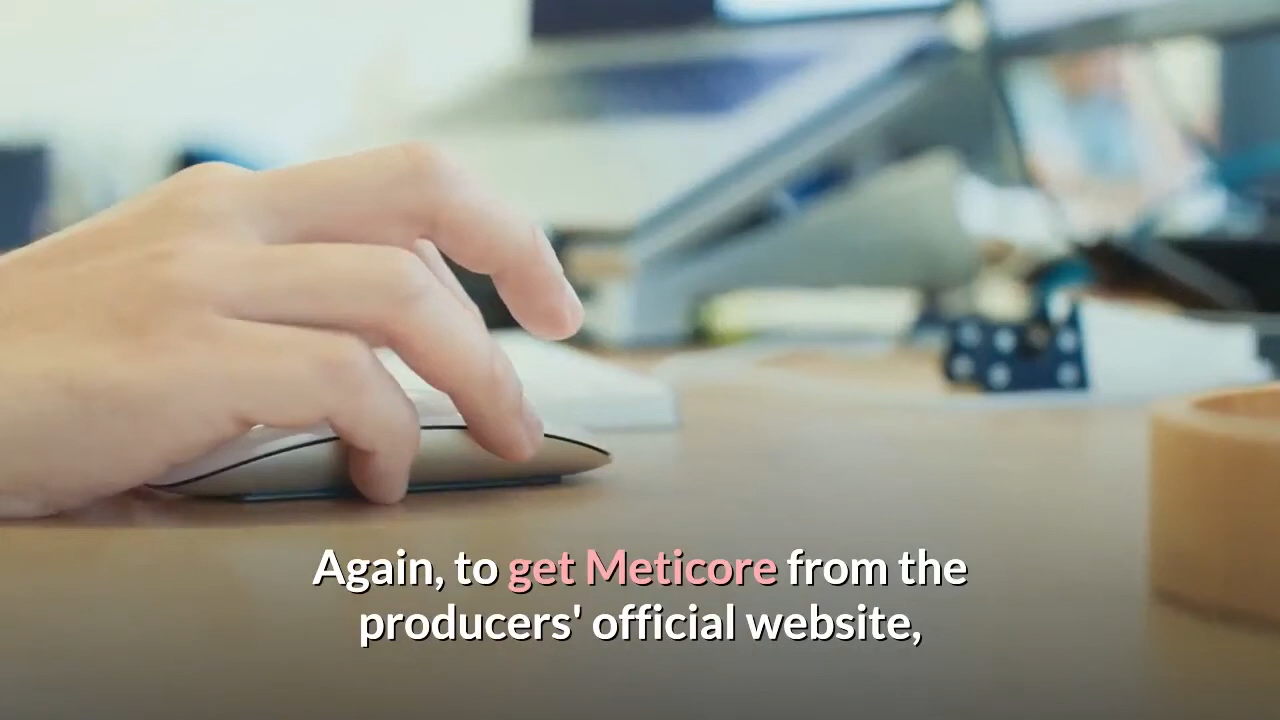 Again, to get Meticore from the
producers' official website,